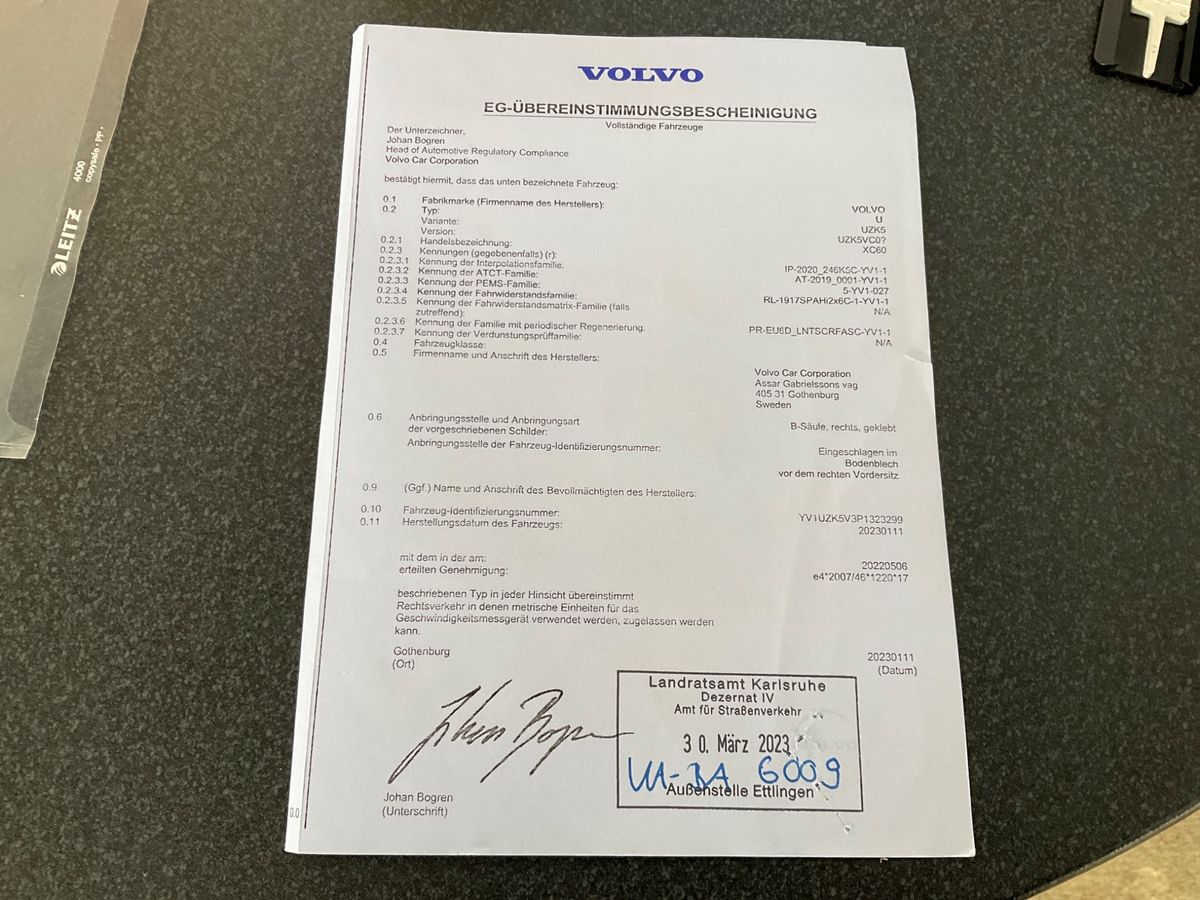 VOLVO
EG-ÜBEREINSTIMMUNGSBESCHEINIGUNG
Vollständige Fahrzeuge
Der Unterzeichner,
Johan Bogren
Head of Automotive Regulatory Compliance
Volvo Car Corporation
bestätigt hiermit, dass das unten bezeichnete Fahrzeug:
0.1 Fabrikmarke (Firmenname des Herstellers): VOLVO
0.2 Typ: U
Variante: UZK5
Version: UZK5VC0?
0.2.1 Handelsbezeichnung: XC60
0.2.3 Kennungen (gegebenenfalls) (r):
0.2.3.1 Kennung der Interpolationsfamilie: IP-2020_246K5C-YV1-1
0.2.3.2 Kennung der ATCT-Familie: AT-2019_0001-YV1-1
0.2.3.3 Kennung der PEMS-Familie: 5-YV1-027
0.2.3.4 Kennung der Fahrwiderstandsfamilie: RL-1917SPAHi2x6C-1-YV1-1
0.2.3.5 Kennung der Fahrwiderstandsmatrix-Familie (falls N/A
zutreffend):
0.2.3.6 Kennung der Familie mit periodischer Regenerierung. PR-EU6D_LNTSCRFASC-YV1-1
0.2.3.7 Kennung der Verdunstungsprüffamilie: N/A
0.4 Fahrzeugklasse:
0.5 Firmenname und Anschrift des Herstellers:
Volvo Car Corporation
Assar Gabrielssons vag
405 31 Gothenburg
Sweden
0.6 Anbringungsstelle und Anbringungsart
der vorgeschriebenen Schilder: B-Säule, rechts, geklebt
Anbringungsstelle der Fahrzeug-Identifizierungsnummer: Eingeschlagen im
Bodenblech
vor dem rechten Vordersitz
0.9 (Ggf.) Name und Anschrift des Bevollmächtigten des Herstellers:
0.10 Fahrzeug-Identifizierungsnummer: YV1UZK5V3P1323299
0.11 Herstellungsdatum des Fahrzeugs: 20230111
mit dem in der am: 20220506
erteilten Genehmigung: e4*2007/46*1220*17
beschriebenen Typ in jeder Hinsicht übereinstimmt
Rechtsverkehr in denen metrische Einheiten für das
Geschwindigkeitsmessgerät verwendet werden, zugelassen werden
kann.
Gothenburg 20230111
(Ort) (Datum)
Landratsamt Karlsruhe
Dezernat IV
Amt für Straßenverkehr
30. März 2023
KA-BA 6009
Außenstelle Ettlingen
Johan Bogren
Johan Bogren
(Unterschrift)
LEITZ
4000
copysafe · pp .